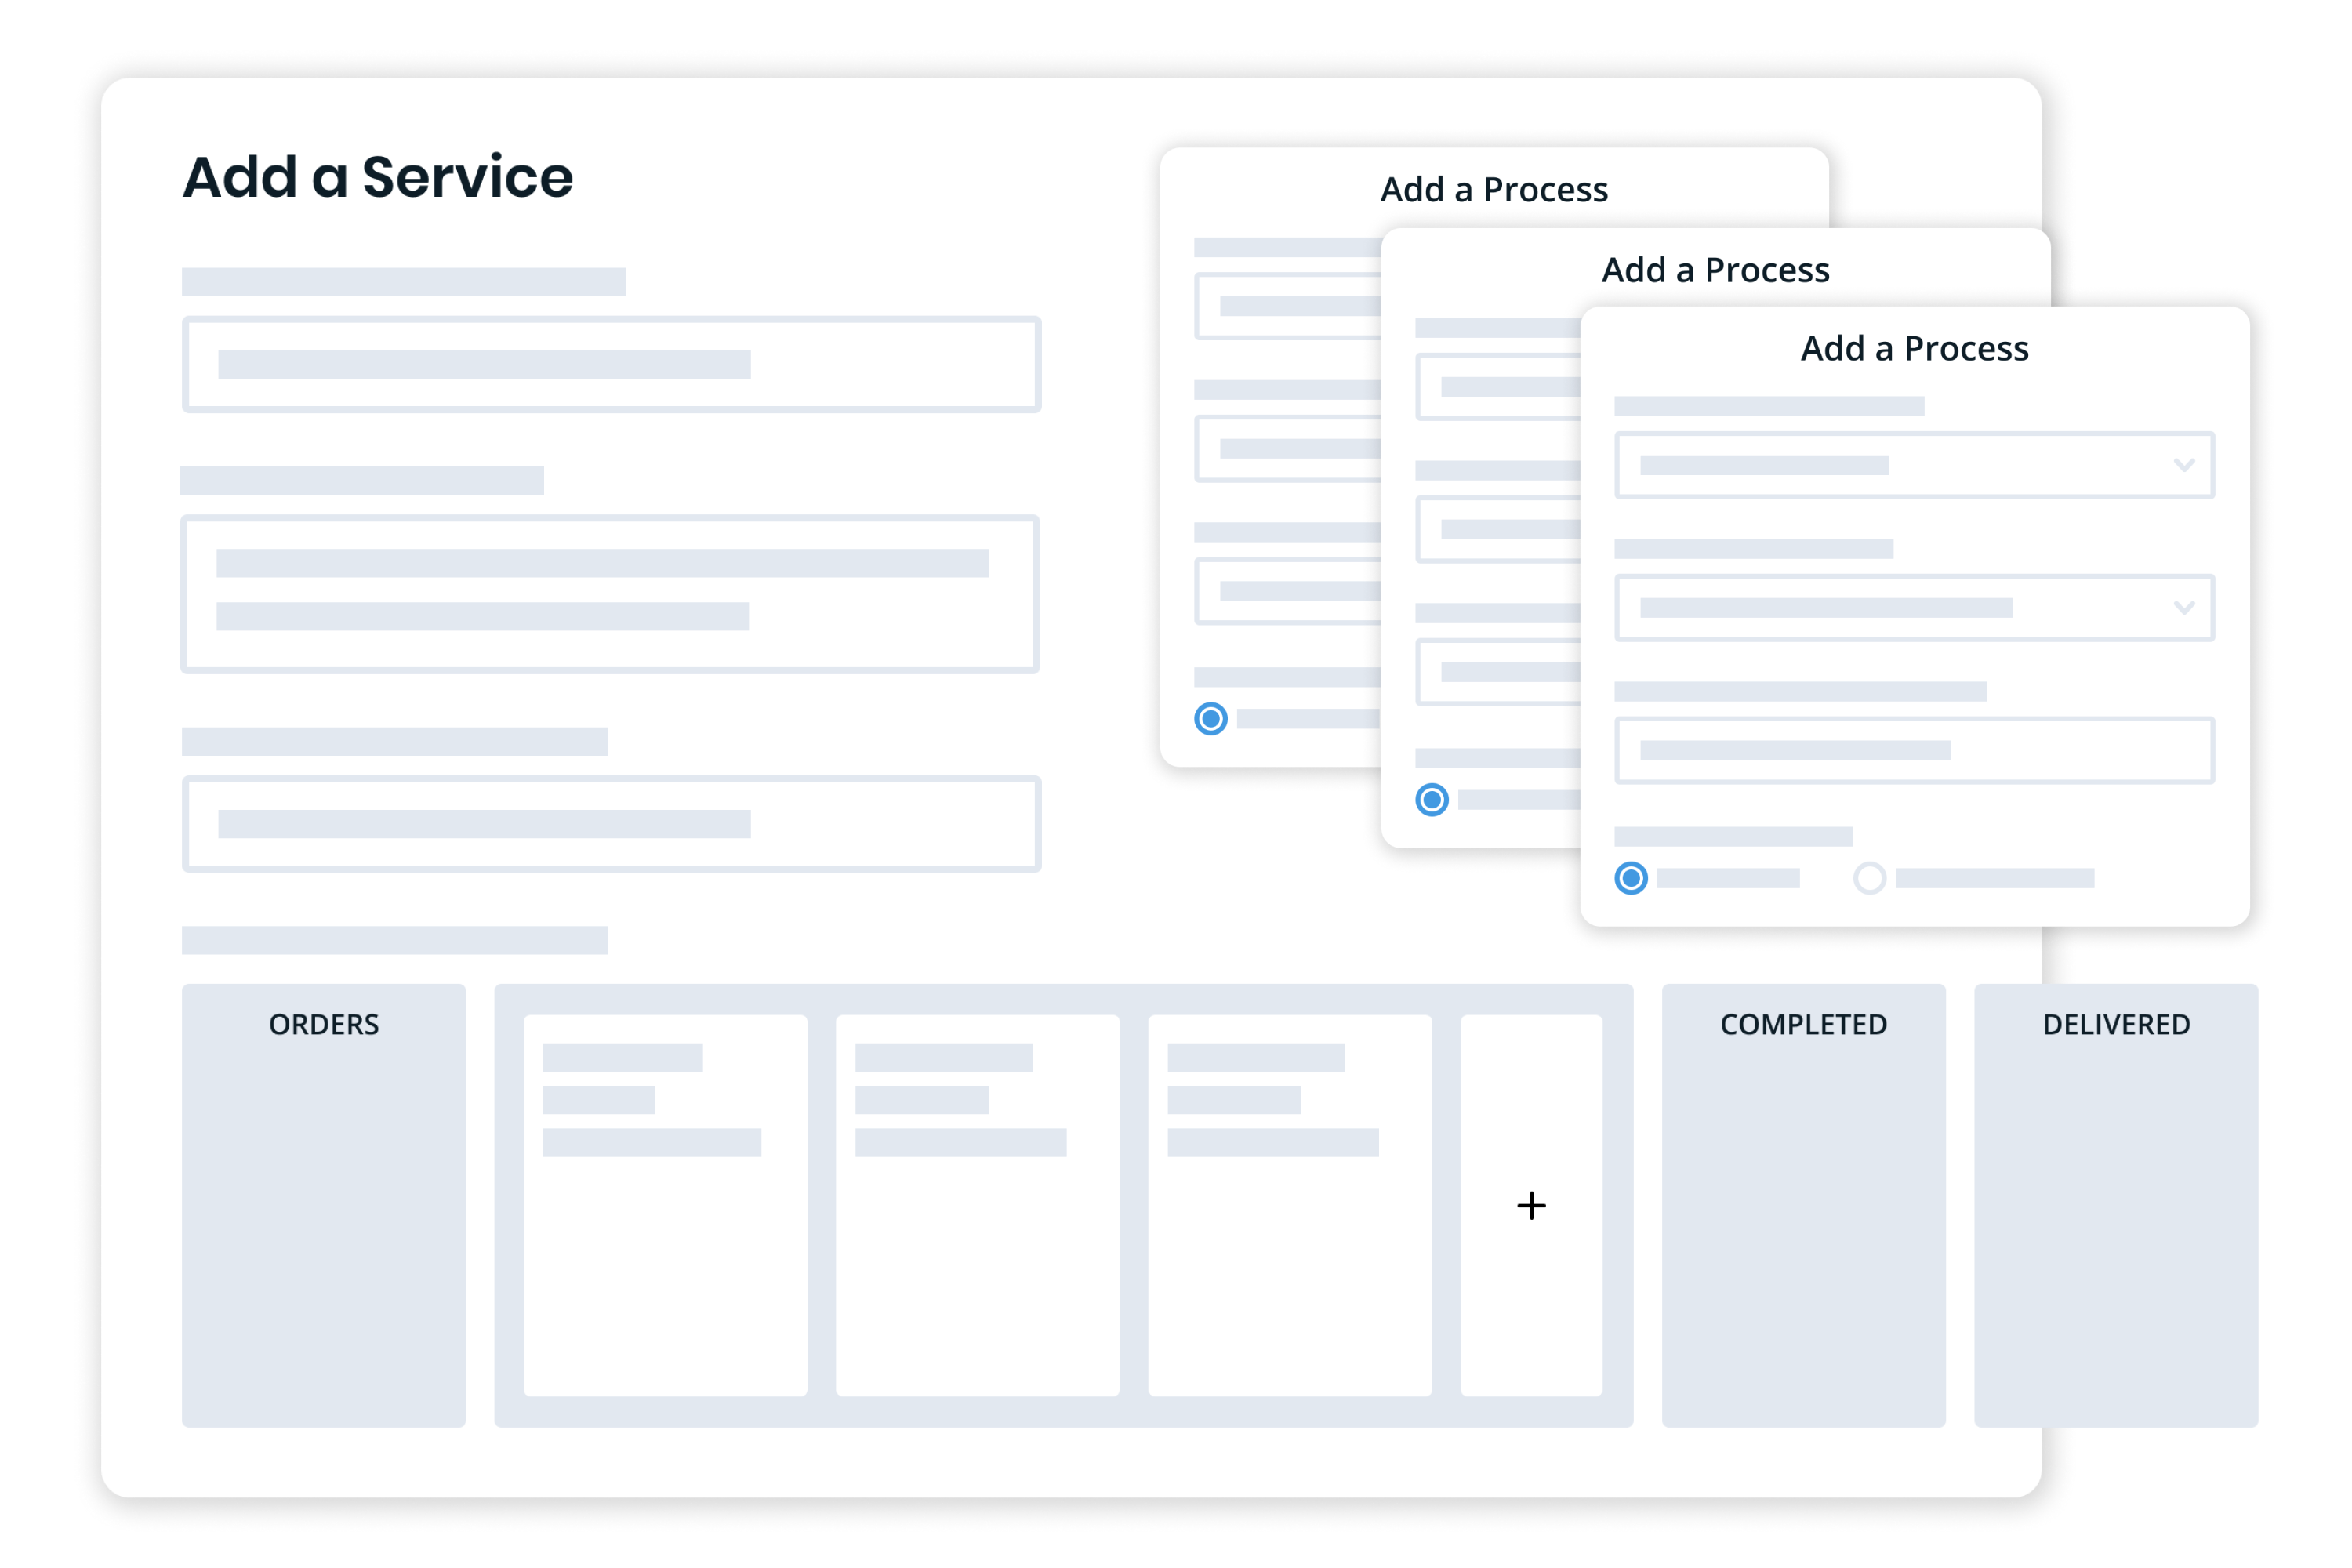 Add a Service
Add a Process
Add a Process
Add a Process
ORDERS
COMPLETED
DELIVERED